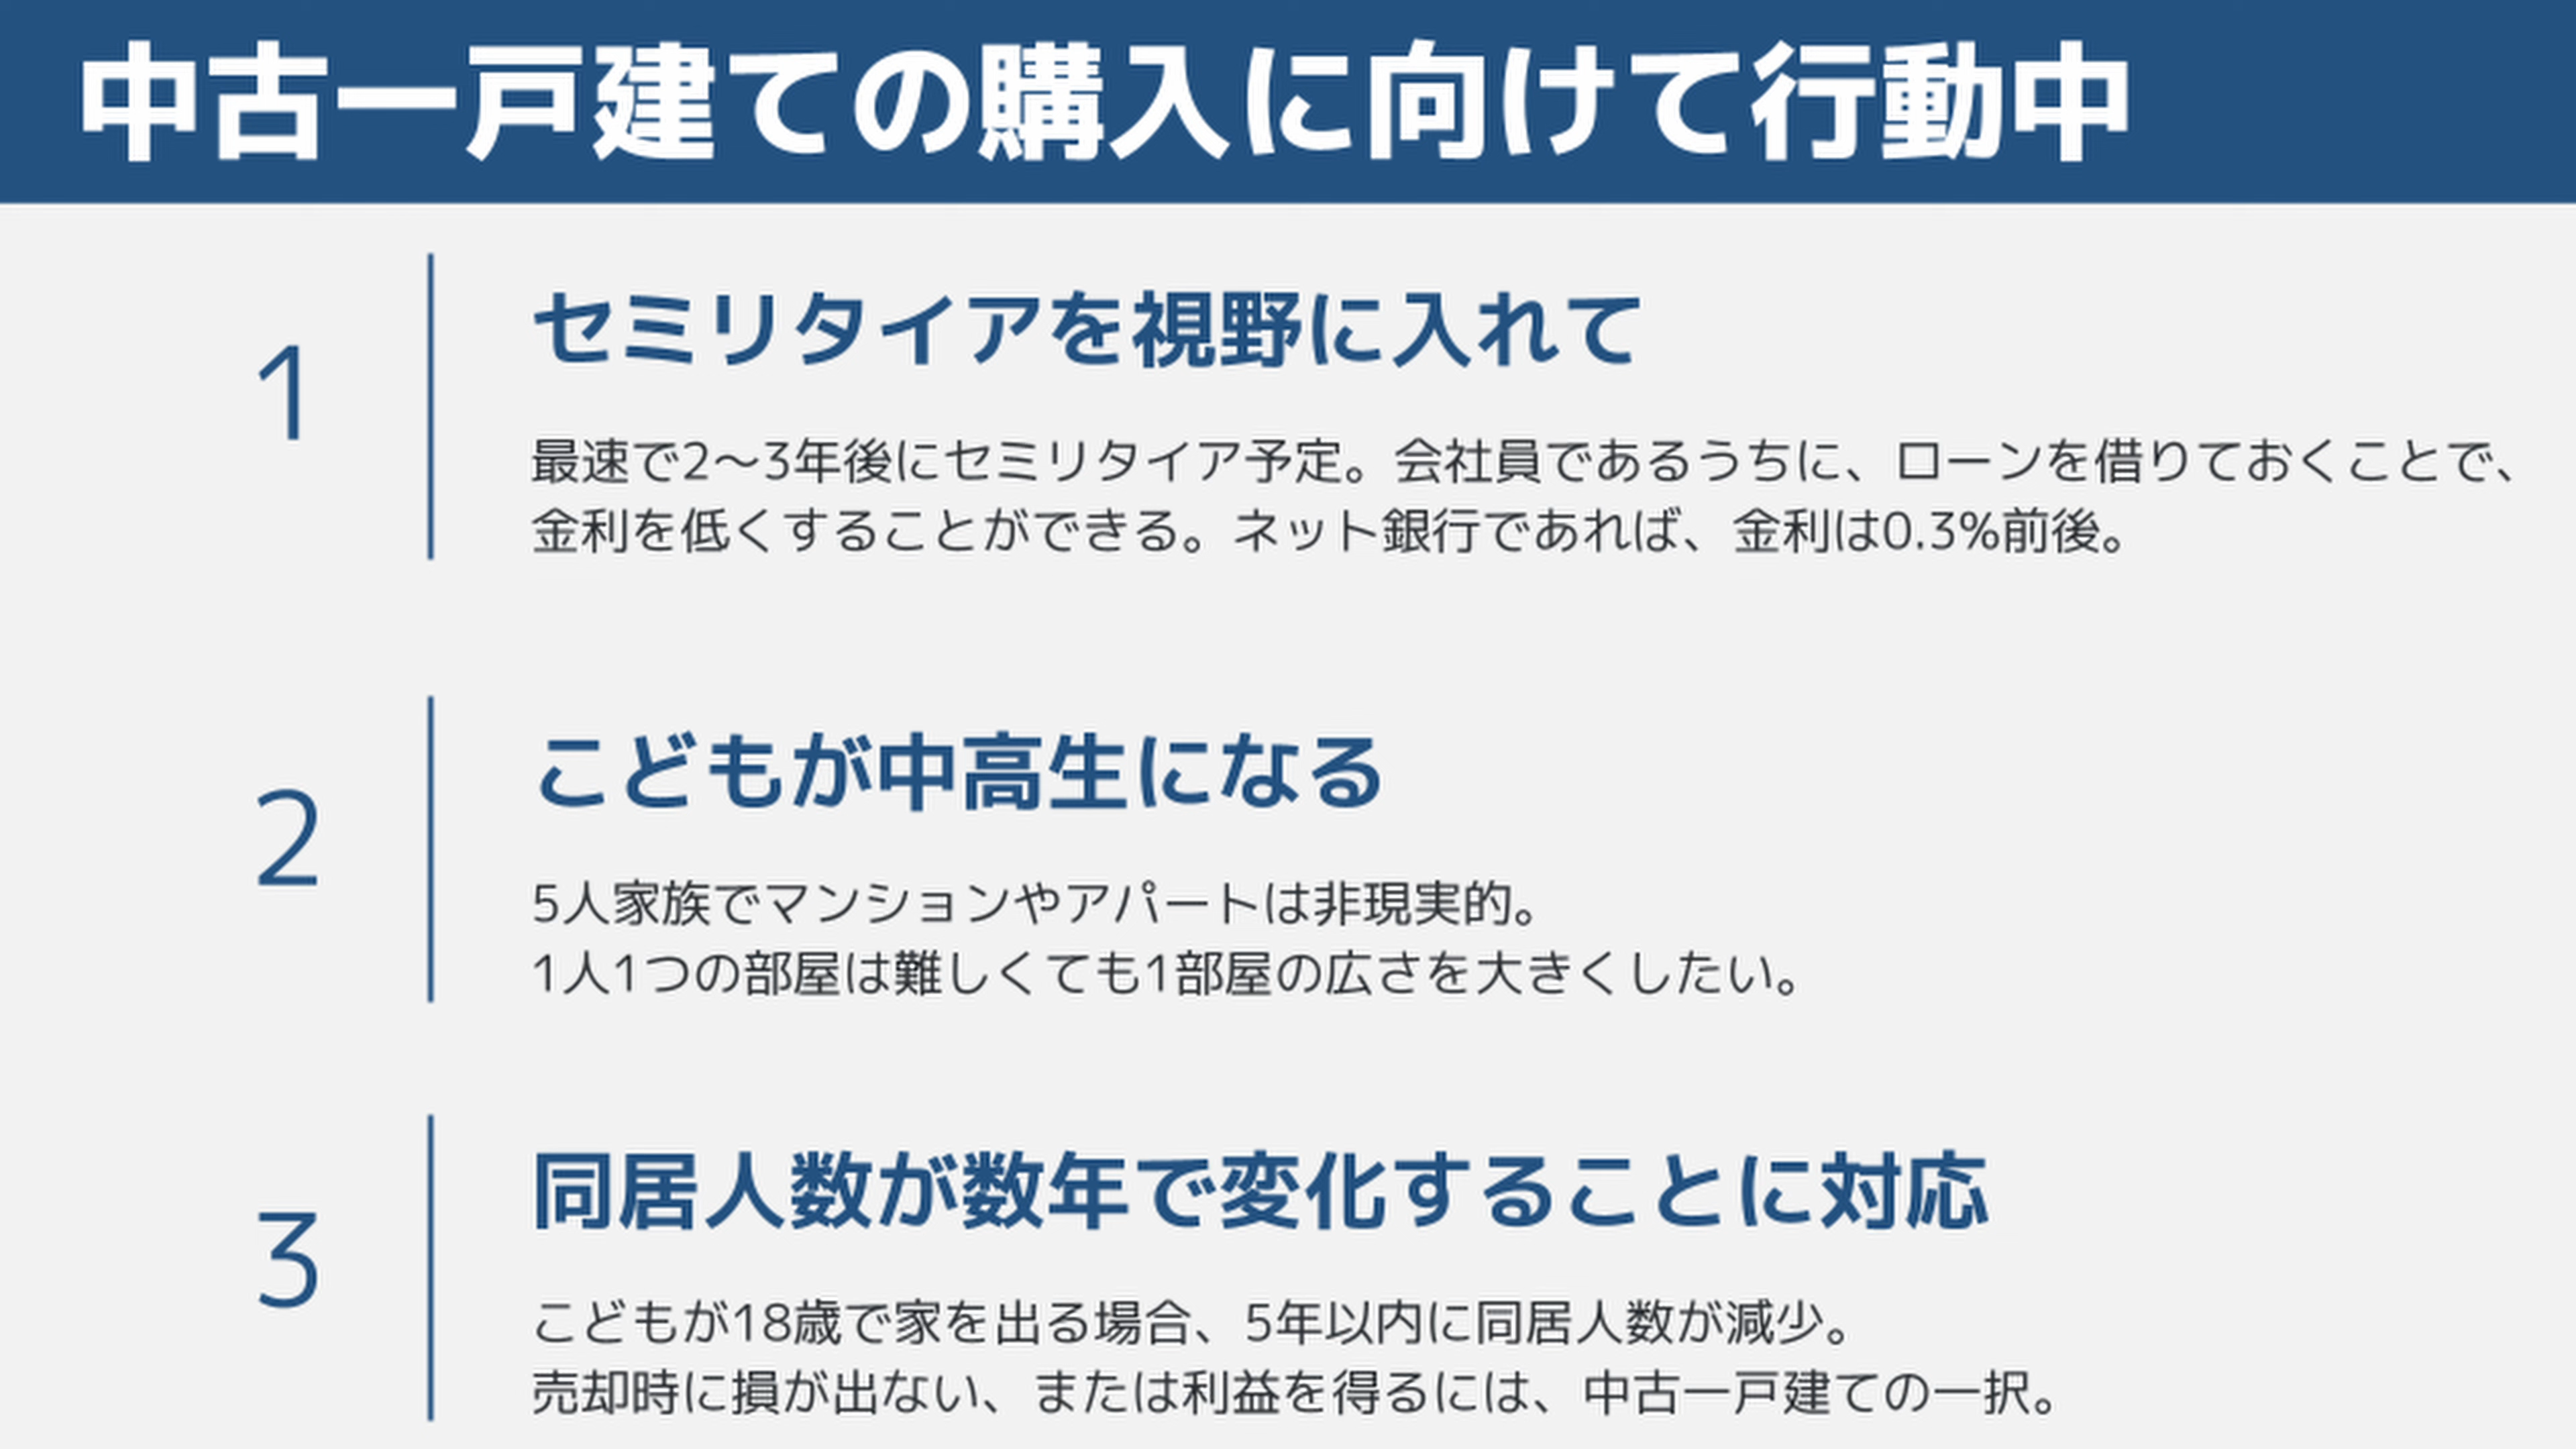 中古一戸建ての購入に向けて行動中
1
セミリタイアを視野に入れて
最速で2〜3年後にセミリタイア予定。会社員であるうちに、ローンを借りておくことで、
金利を低くすることができる。ネット銀行であれば、金利は0.3%前後。
2
こどもが中高生になる
5人家族でマンションやアパートは非現実的。
1人1つの部屋は難しくても1部屋の広さを大きくしたい。
3
同居人数が数年で変化することに対応
こどもが18歳で家を出る場合、5年以内に同居人数が減少。
売却時に損が出ない、または利益を得るには、中古一戸建ての一択。